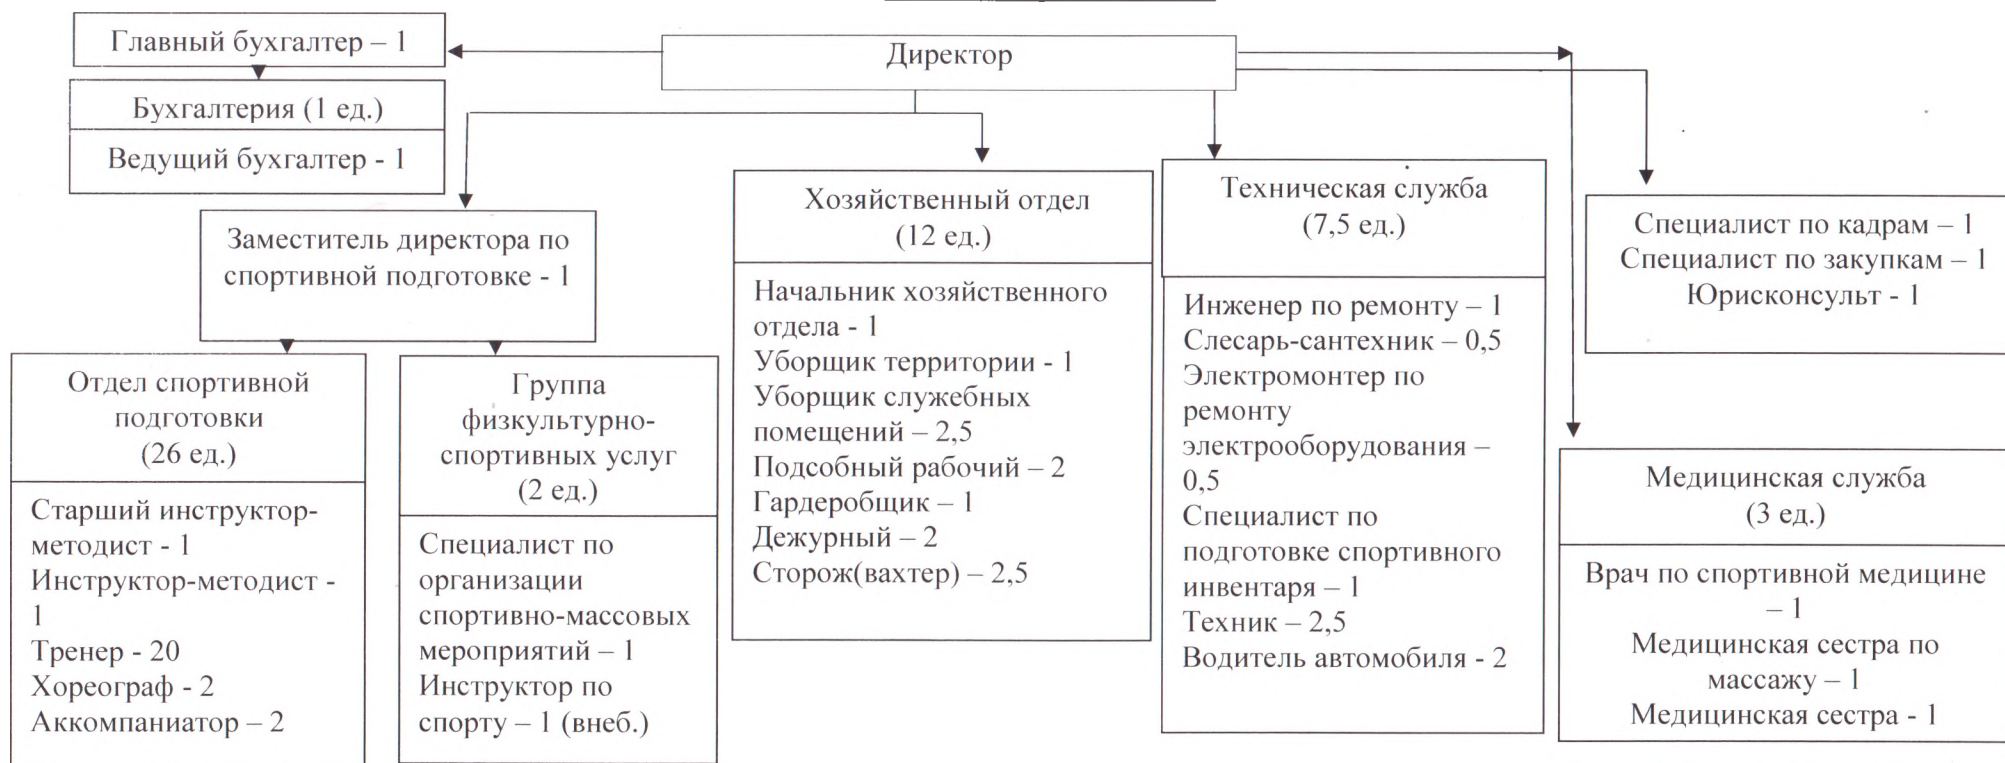 Главный бухгалтер – 1
Директор
Бухгалтерия (1 ед.)
Ведущий бухгалтер - 1
Заместитель директора по
спортивной подготовке - 1
Отдел спортивной
подготовки
(26 ед.)
Старший инструктор-
методист - 1
Инструктор-методист -
1
Тренер - 20
Хореограф - 2
Аккомпаниатор – 2
Группа
физкультурно-
спортивных услуг
(2 ед.)
Специалист по
организации
спортивно-массовых
мероприятий – 1
Инструктор по
спорту – 1 (внеб.)
Хозяйственный отдел
(12 ед.)
Начальник хозяйственного
отдела - 1
Уборщик территории - 1
Уборщик служебных
помещений – 2,5
Подсобный рабочий – 2
Гардеробщик – 1
Дежурный – 2
Сторож(вахтер) – 2,5
Техническая служба
(7,5 ед.)
Инженер по ремонту – 1
Слесарь-сантехник – 0,5
Электромонтер по
ремонту
электрооборудования –
0,5
Специалист по
подготовке спортивного
инвентаря – 1
Техник – 2,5
Водитель автомобиля - 2
Специалист по кадрам – 1
Специалист по закупкам – 1
Юрисконсульт - 1
Медицинская служба
(3 ед.)
Врач по спортивной медицине
– 1
Медицинская сестра по
массажу – 1
Медицинская сестра - 1